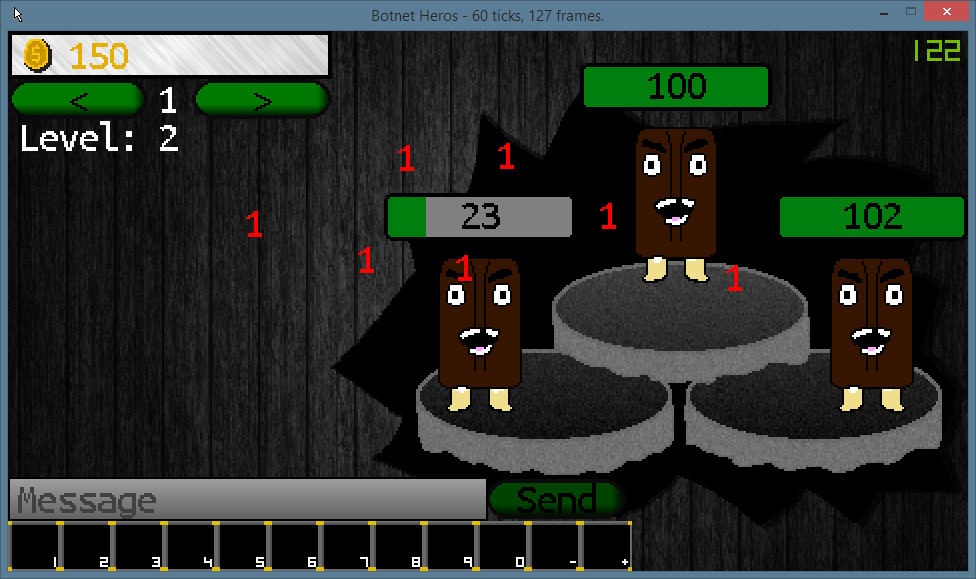 Botnet Heros - 60 ticks, 127 frames.
150
122
< 1 >
100
Level: 2
1
1
23
1
102
1
1
1
1
Message
Send
1 2 3 4 5 6 7 8 9 0 - +